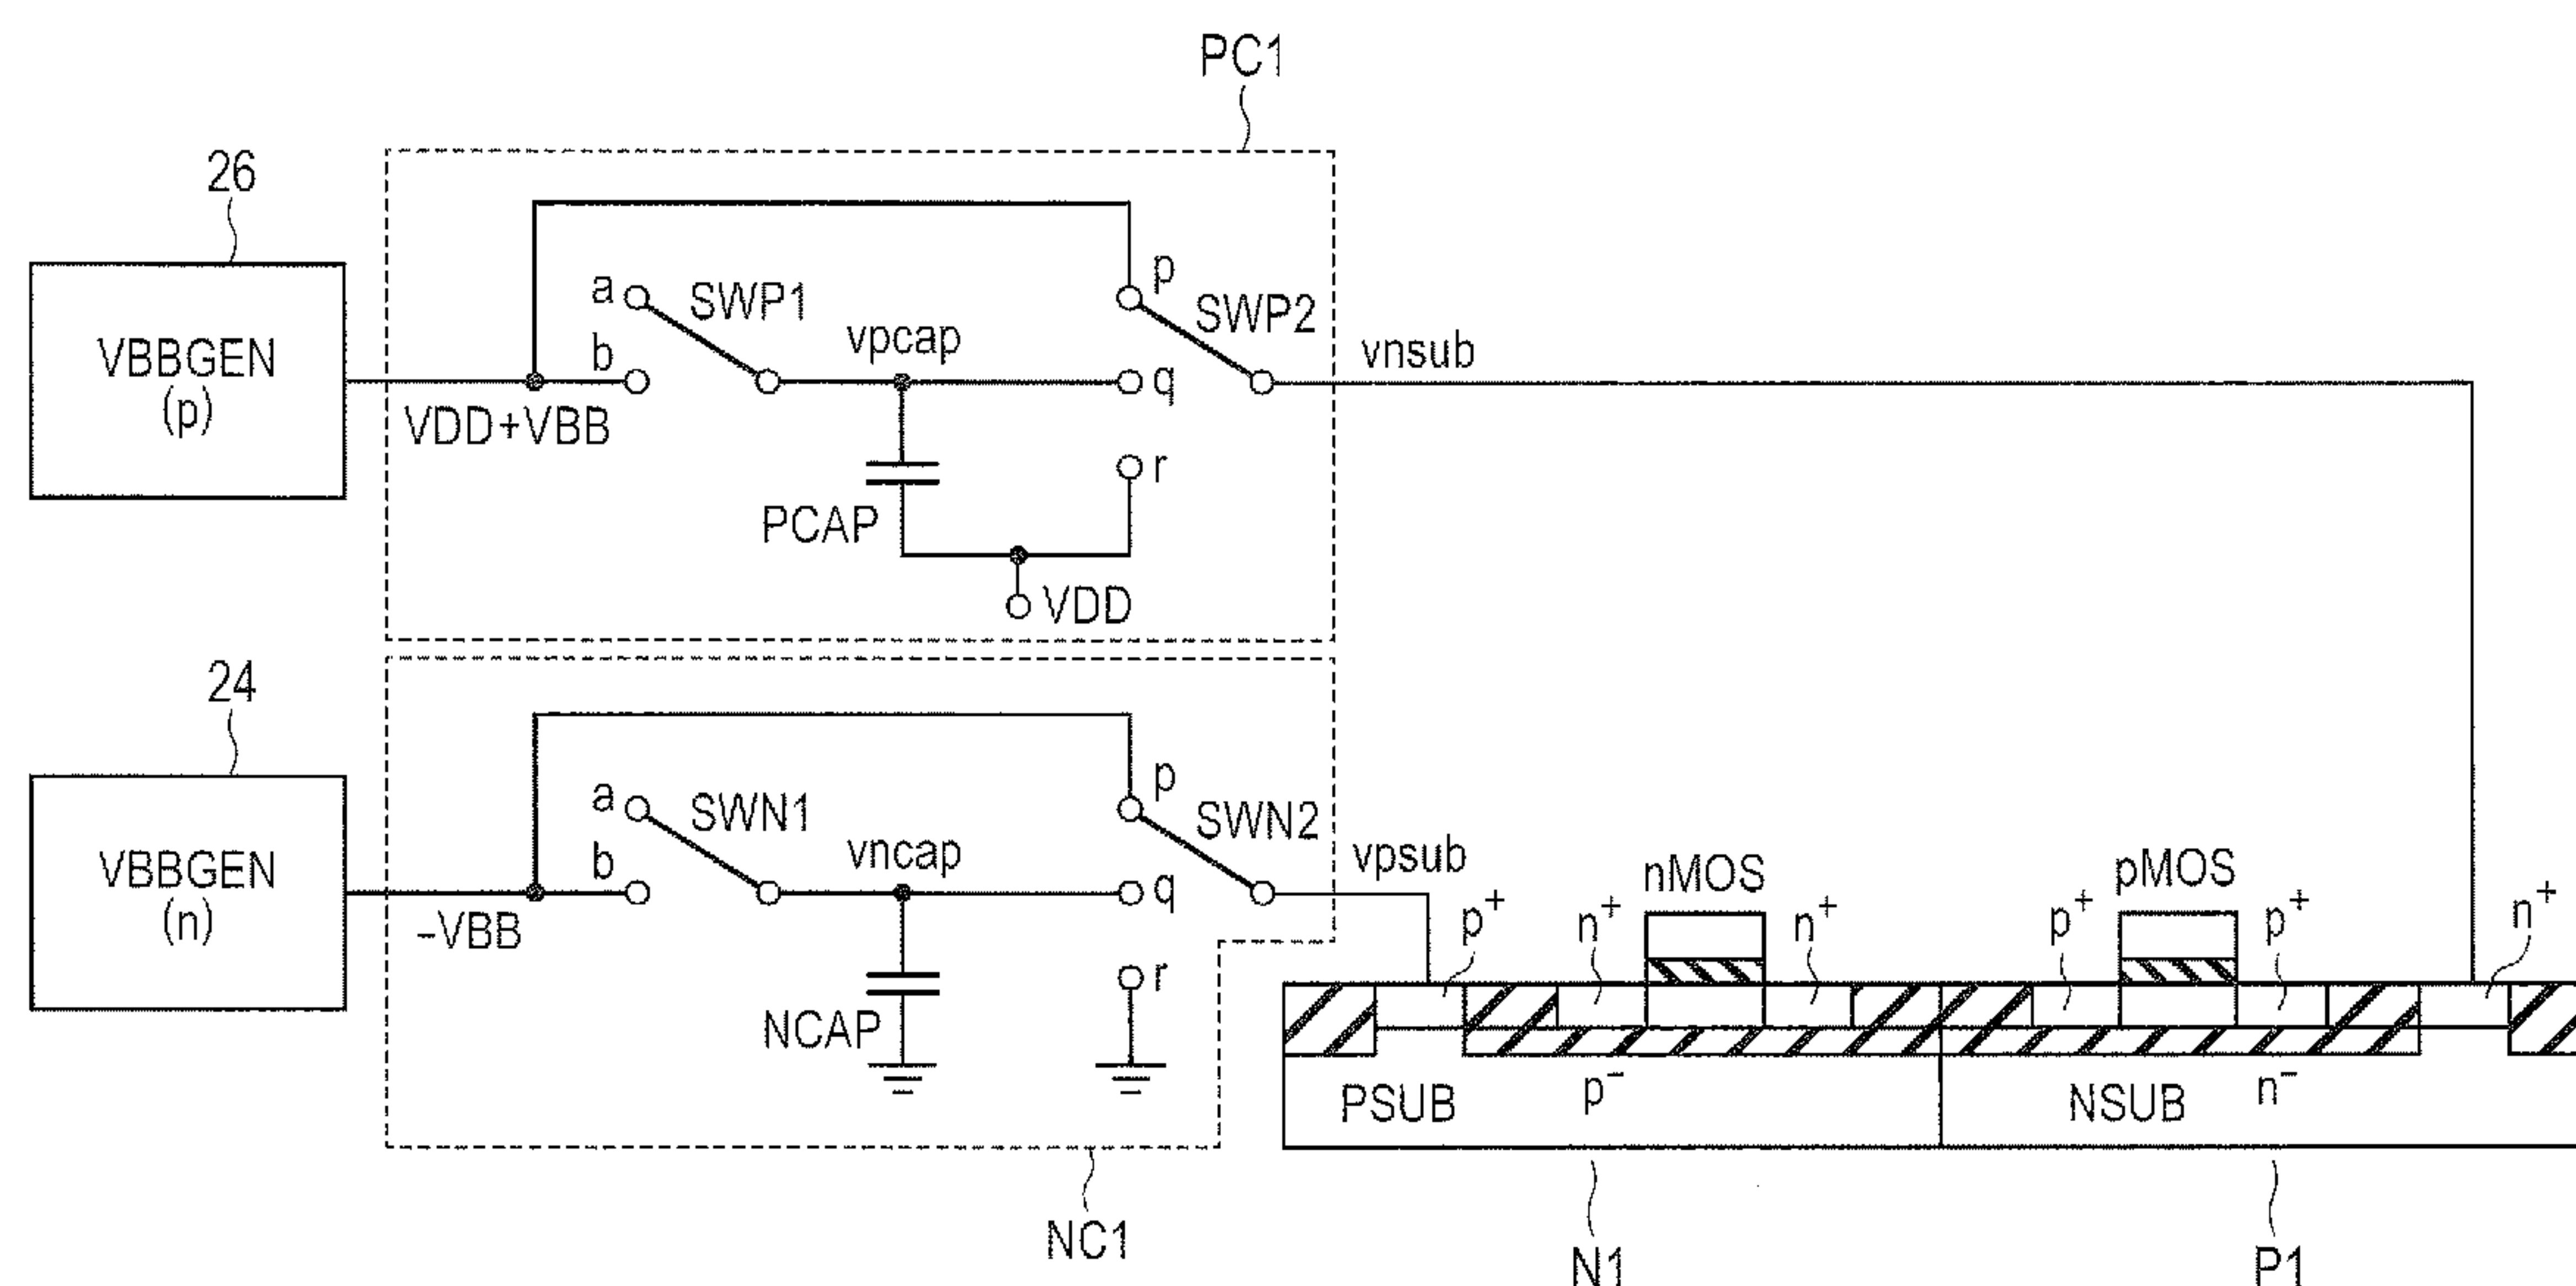 PC1
26
VBBGEN
(p)
VDD+VBB
a
b
SWP1
vpcap
PCAP
p
q
r
SWP2
VDD
vnsub
24
VBBGEN
(n)
-VBB
a
b
SWN1
vncap
NCAP
p
q
r
SWN2
vpsub
NC1
nMOS
pMOS
p+
n+
n+
p+
p+
n+
PSUB
p-
NSUB
n-
N1
P1